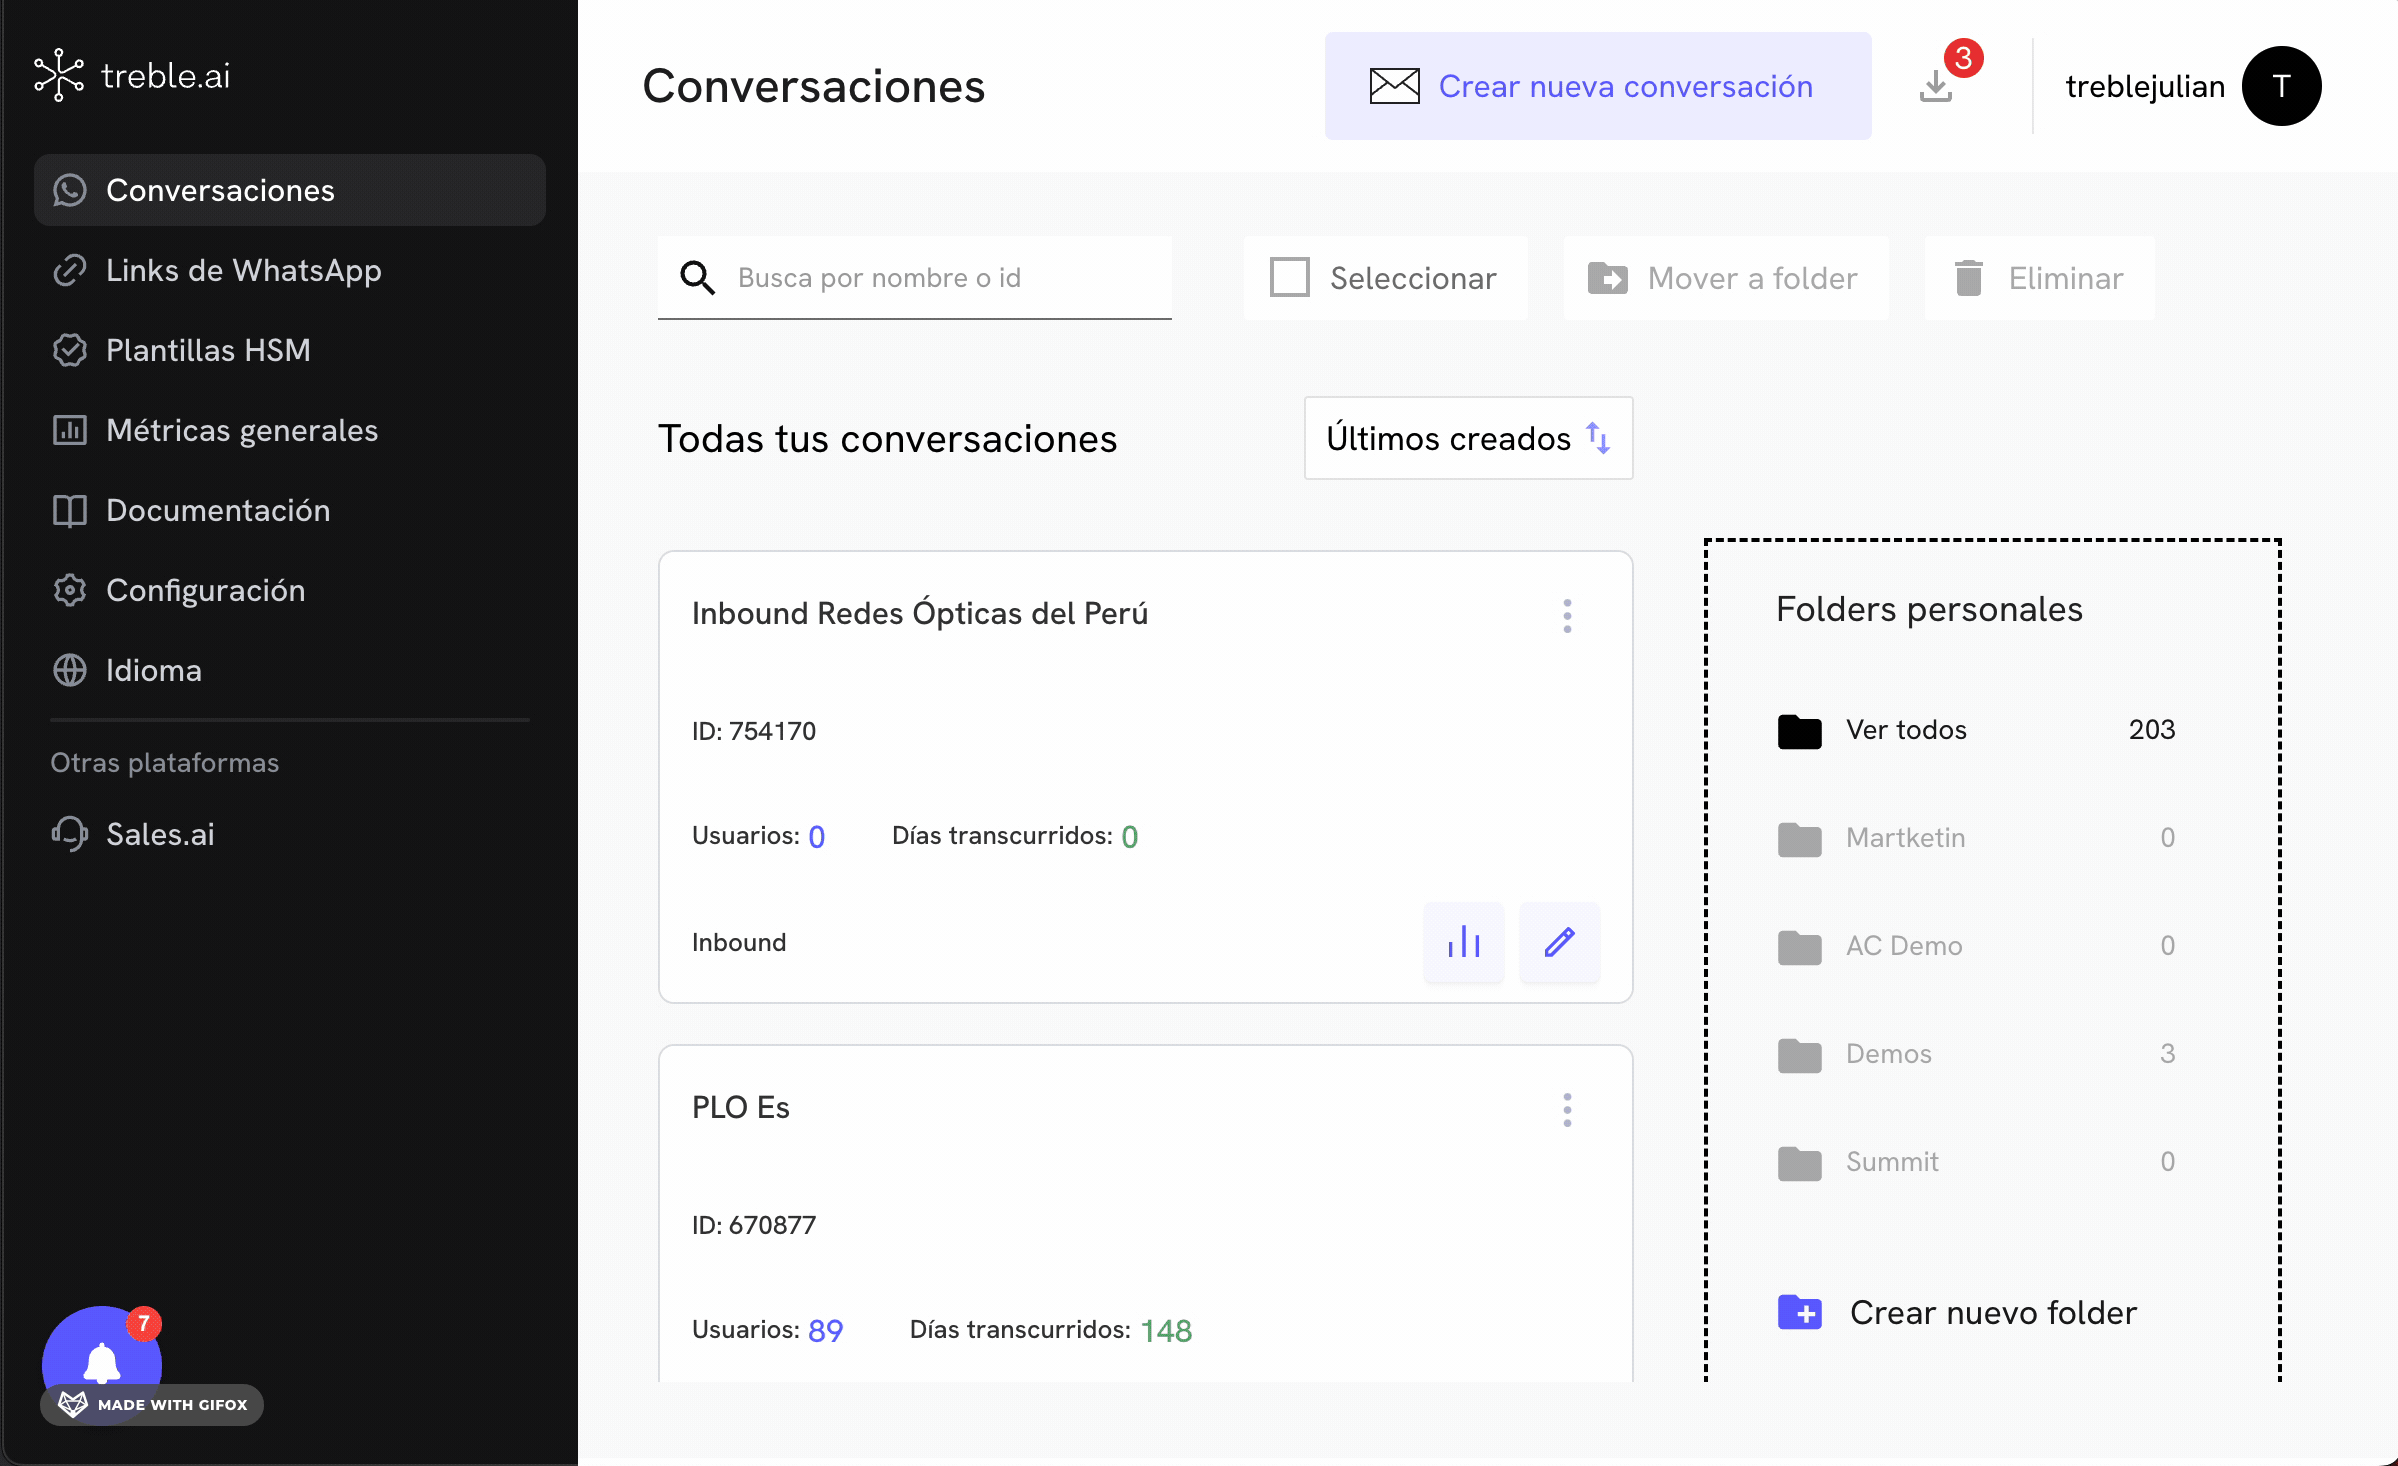 treble.ai
Conversaciones
Links de WhatsApp
Plantillas HSM
Métricas generales
Documentación
Configuración
Idioma
Otras plataformas
Sales.ai
7
MADE WITH GIFOX
Conversaciones
Crear nueva conversación
3
treblejulian
T
Busca por nombre o id
Seleccionar
Mover a folder
Eliminar
Todas tus conversaciones
Últimos creados
Inbound Redes Ópticas del Perú
ID: 754170
Usuarios: 0 Días transcurridos: 0
Inbound
PLO Es
ID: 670877
Usuarios: 89 Días transcurridos: 148
Folders personales
Ver todos 203
Martketin 0
AC Demo 0
Demos 3
Summit 0
Crear nuevo folder